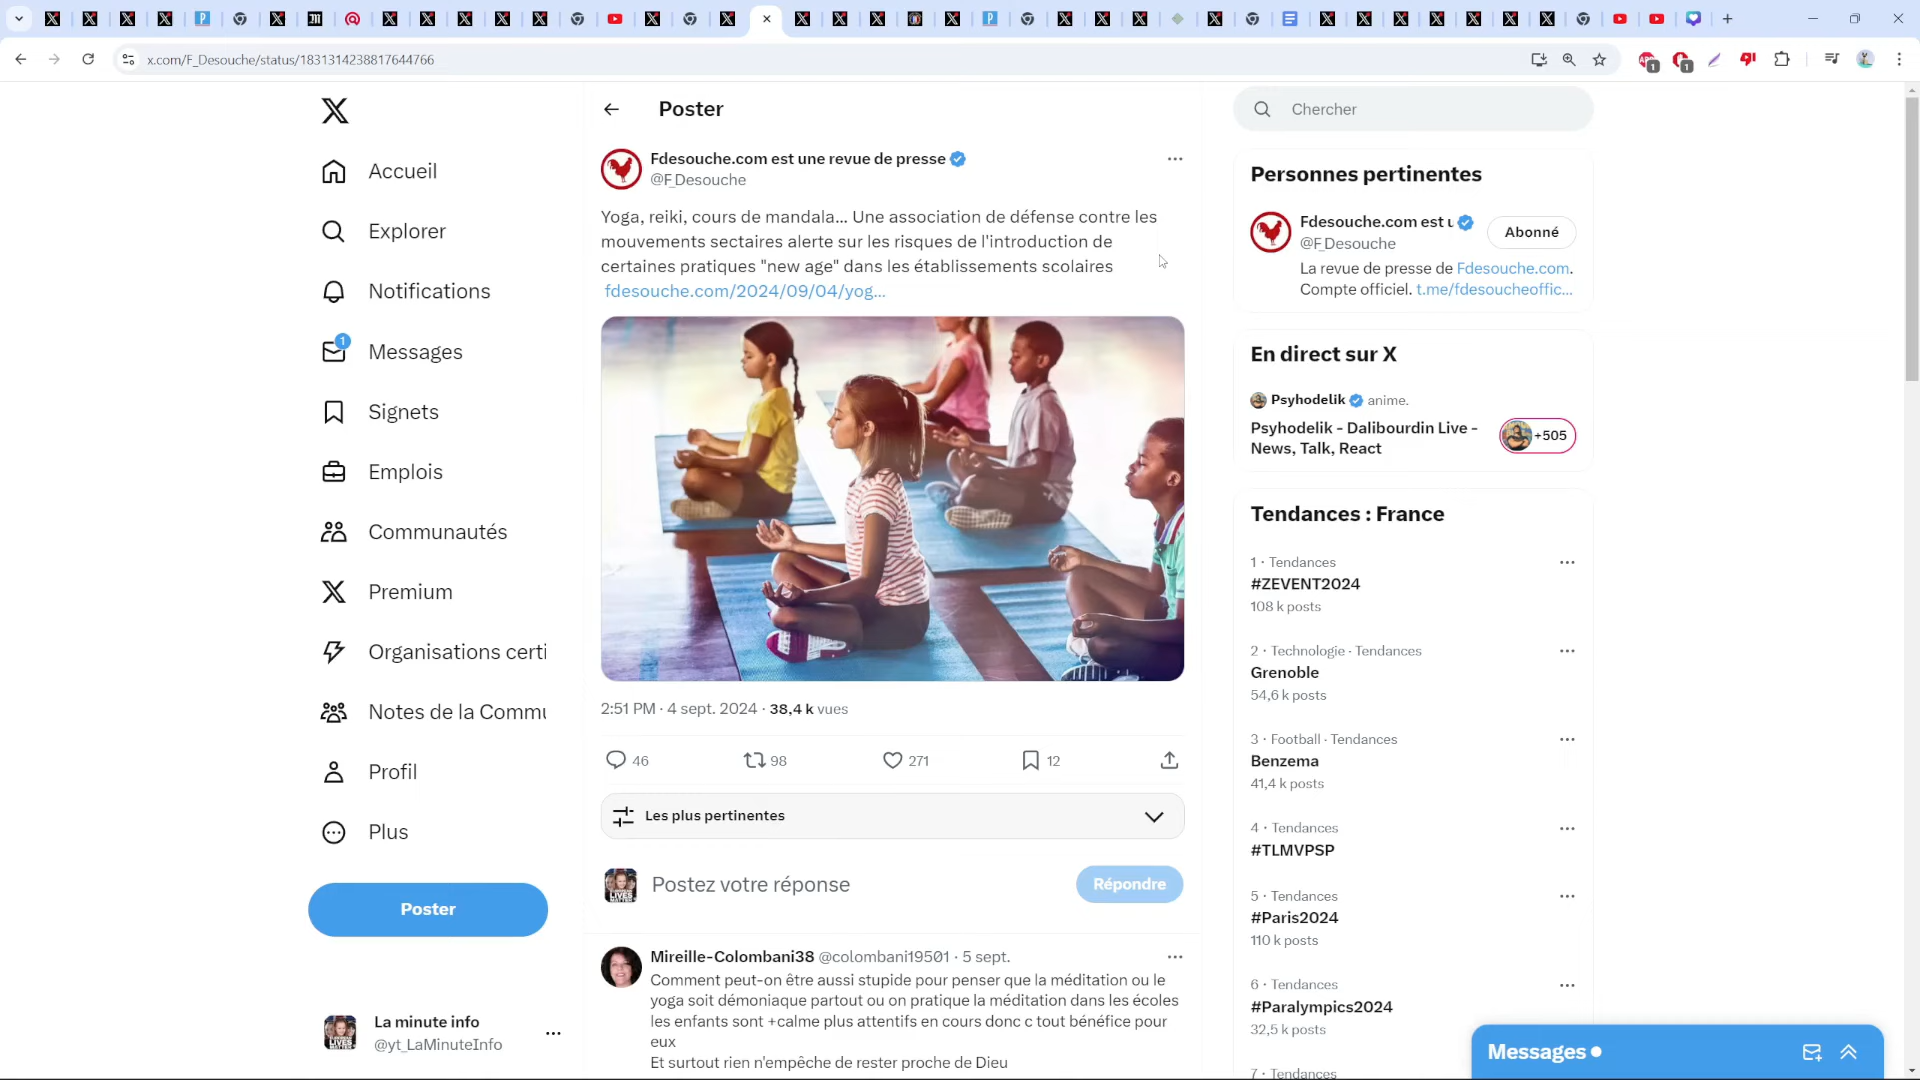 x.com/F_Desouche/status/1831314238817644766
1
1
Accueil
Explorer
Notifications
1
Messages
Signets
Emplois
Communautés
Premium
Organisations certi
Notes de la Commu
Profil
Plus
Poster
La minute info
@yt_LaMinuteInfo
Poster
Fdesouche.com est une revue de presse
@F_Desouche
Yoga, reiki, cours de mandala... Une association de défense contre les
mouvements sectaires alerte sur les risques de l'introduction de
certaines pratiques "new age" dans les établissements scolaires
fdesouche.com/2024/09/04/yog...
2:51 PM · 4 sept. 2024 · 38,4 k vues
46 98 271 12
Les plus pertinentes
Postez votre réponse
Répondre
Mireille-Colombani38 @colombani19501 · 5 sept.
Comment peut-on être aussi stupide pour penser que la méditation ou le
yoga soit démoniaque partout ou on pratique la méditation dans les écoles
les enfants sont +calme plus attentifs en cours donc c tout bénéfice pour
eux
Et surtout rien n'empêche de rester proche de Dieu
Chercher
Personnes pertinentes
Fdesouche.com est u
@F_Desouche
Abonné
La revue de presse de Fdesouche.com.
Compte officiel. t.me/fdesoucheoffic...
En direct sur X
Psyhodelik anime.
Psyhodelik - Dalibourdin Live -
News, Talk, React
+505
Tendances : France
1 · Tendances
#ZEVENT2024
108 k posts
2 · Technologie · Tendances
Grenoble
54,6 k posts
3 · Football · Tendances
Benzema
41,4 k posts
4 · Tendances
#TLMVPSP
5 · Tendances
#Paris2024
110 k posts
6 · Tendances
#Paralympics2024
32,5 k posts
7 · Tendances
Messages